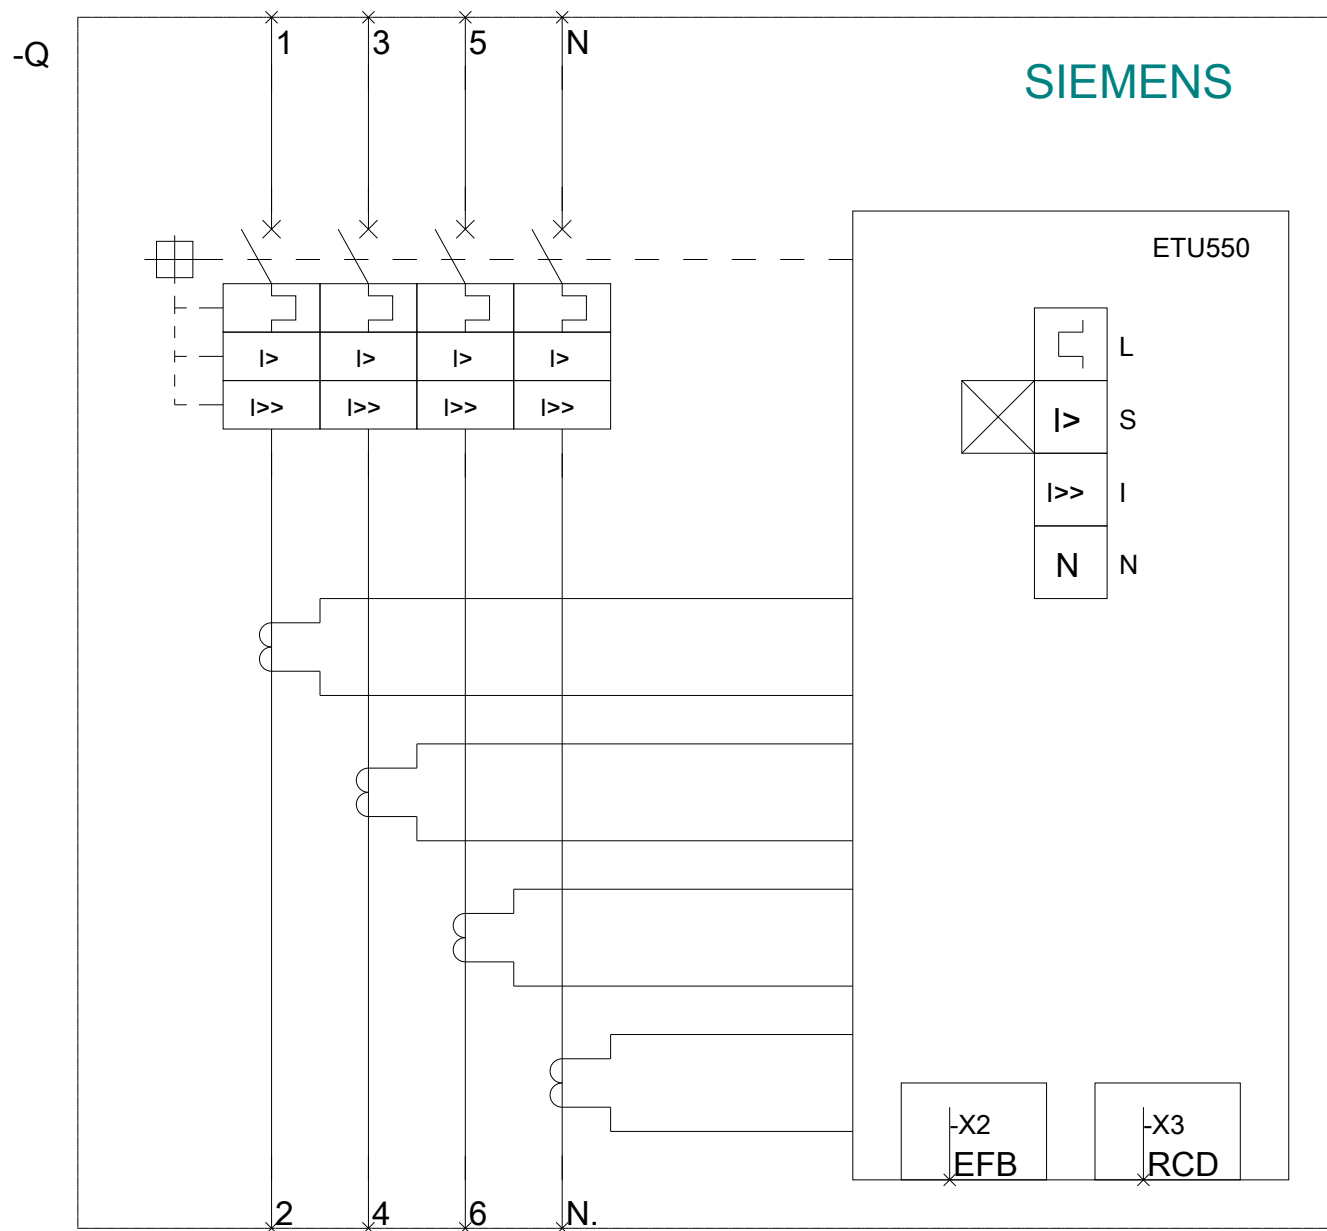 1 3 5 N
-Q
SIEMENS
ETU550
I> I> I> I>
I>> I>> I>> I>>
L
I> S
I>> I
N N
-X2 -X3
EFB RCD
2 4 6 N.